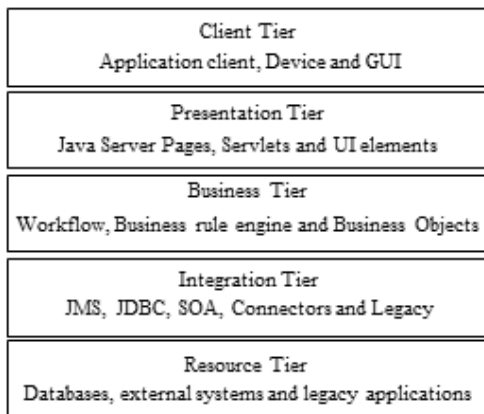 Client Tier
Application client, Device and GUI
Presentation Tier
Java Server Pages, Servlets and UI elements
Business Tier
Workflow, Business rule engine and Business Objects
Integration Tier
JMS, JDBC, SOA, Connectors and Legacy
Resource Tier
Databases, external systems and legacy applications